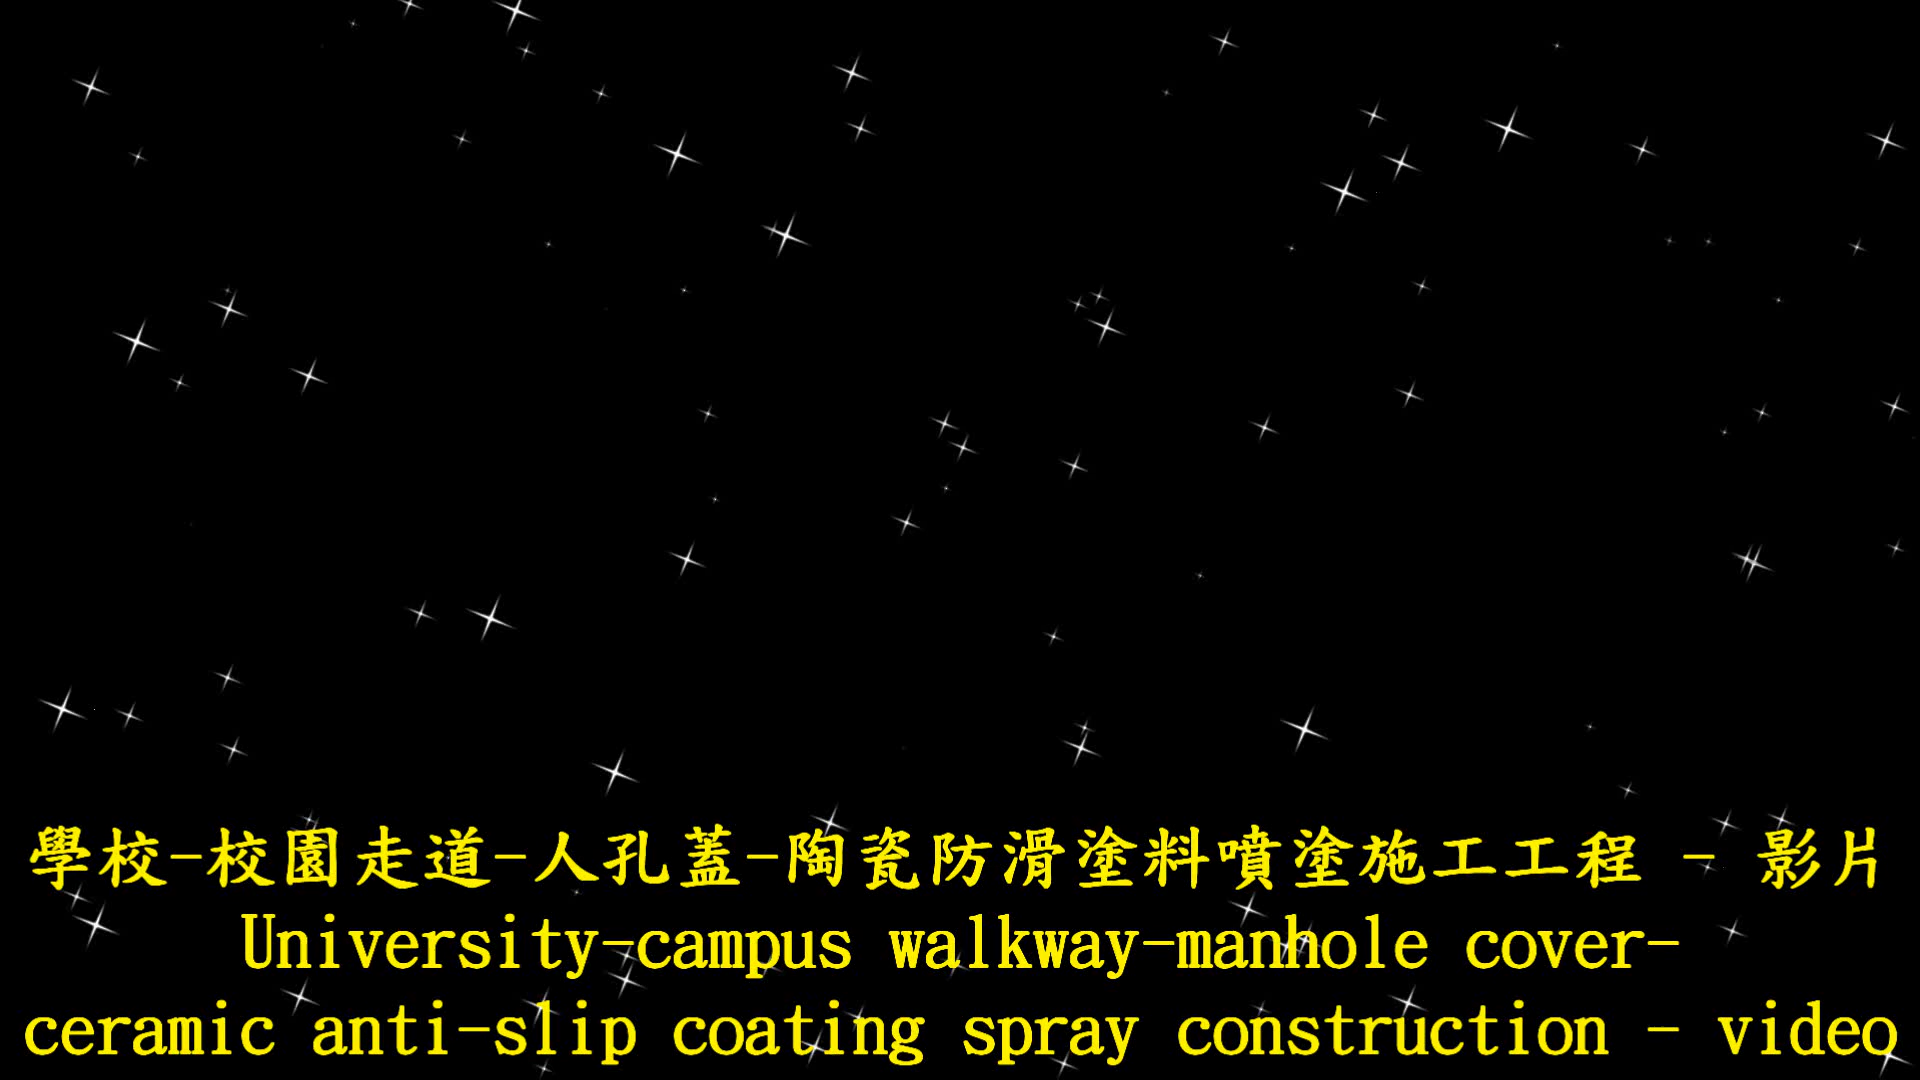 學校-校園走道-人孔蓋-陶瓷防滑塗料噴塗施工工程 - 影片
University-campus walkway-manhole cover-
ceramic anti-slip coating spray construction - video